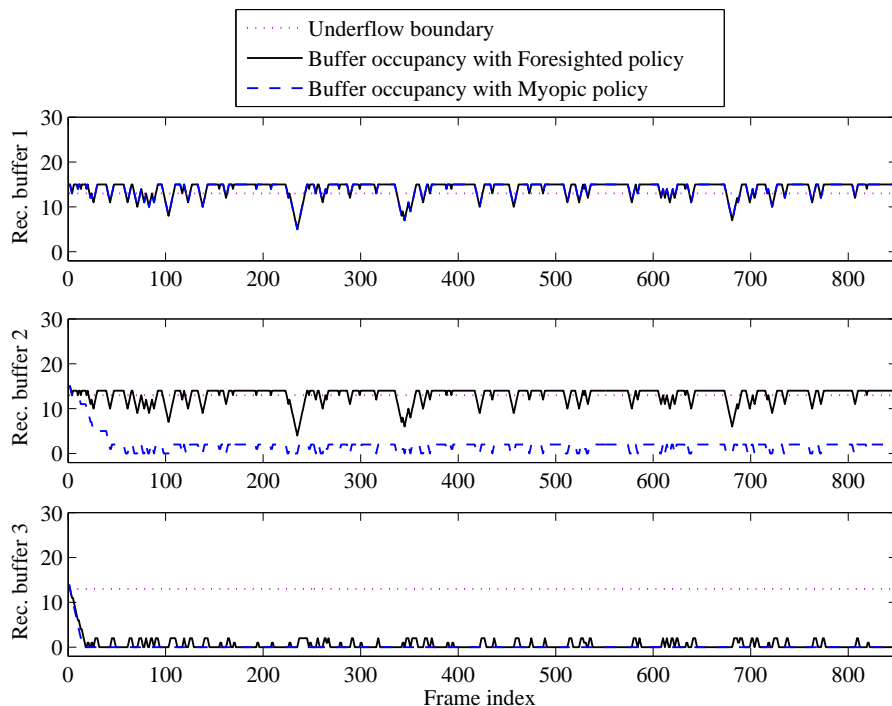 Underflow boundary
Buffer occupancy with Foresighted policy
Buffer occupancy with Myopic policy
Rec. buffer 1
30
20
10
0
0 100 200 300 400 500 600 700 800
Rec. buffer 2
30
20
10
0
0 100 200 300 400 500 600 700 800
Rec. buffer 3
30
20
10
0
0 100 200 300 400 500 600 700 800
Frame index